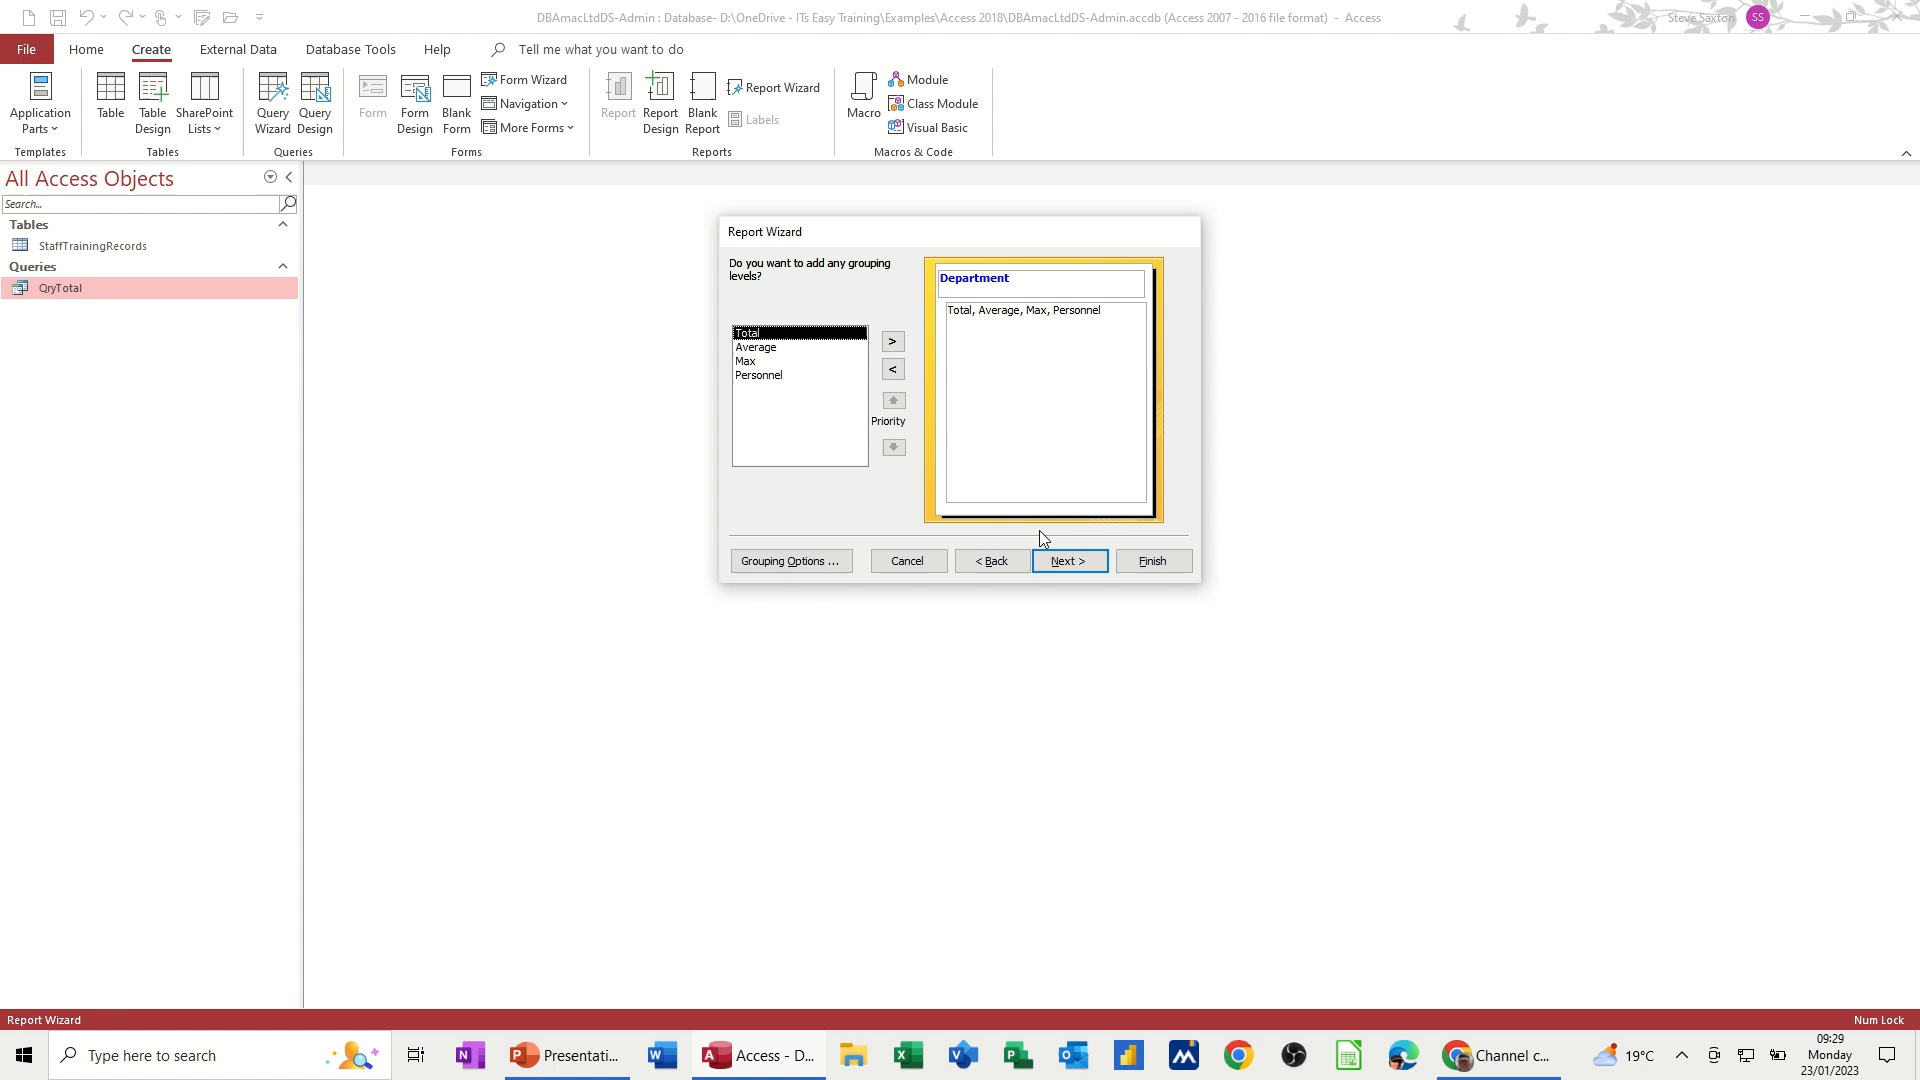 DBAmacLtdDS-Admin : Database- D:\OneDrive - ITs Easy Training\Examples\Access 2018\DBAmacLtdDS-Admin.accdb (Access 2007 - 2016 file format) - Access
Steve Saxton
SS
File
Home
Create
External Data
Database Tools
Help
Tell me what you want to do
Application
Parts
Templates
Table
Table
Design
SharePoint
Lists
Tables
Query
Wizard
Query
Design
Queries
Form
Form
Design
Blank
Form
Form Wizard
Navigation
More Forms
Forms
Report
Report
Design
Blank
Report
Report Wizard
Labels
Reports
Macro
Module
Class Module
Visual Basic
Macros & Code
All Access Objects
Search...
Tables
StaffTrainingRecords
Queries
QryTotal
Report Wizard
Do you want to add any grouping
levels?
Total
Average
Max
Personnel
>
<
Priority
Department
Total, Average, Max, Personnel
Grouping Options ...
Cancel
< Back
Next >
Finish
Report Wizard
Num Lock
Type here to search
Presentati...
Access - D...
Channel c...
19°C
09:29
Monday
23/01/2023